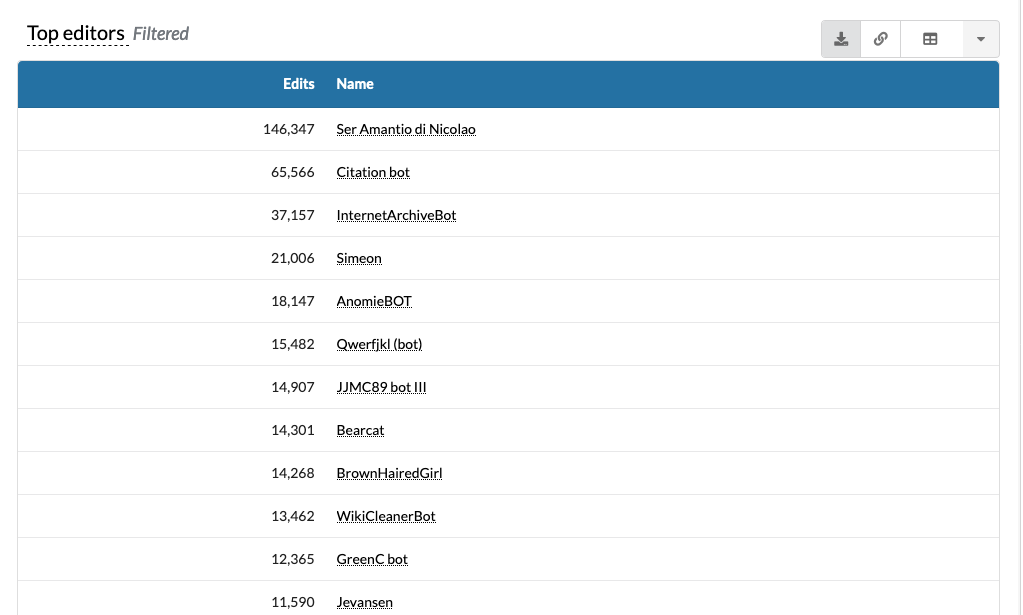 Top editors Filtered
Edits Name
146,347 Ser Amantio di Nicolao
65,566 Citation bot
37,157 InternetArchiveBot
21,006 Simeon
18,147 AnomieBOT
15,482 Qwerfjkl (bot)
14,907 JJMC89 bot III
14,301 Bearcat
14,268 BrownHairedGirl
13,462 WikiCleanerBot
12,365 GreenC bot
11,590 Jevansen